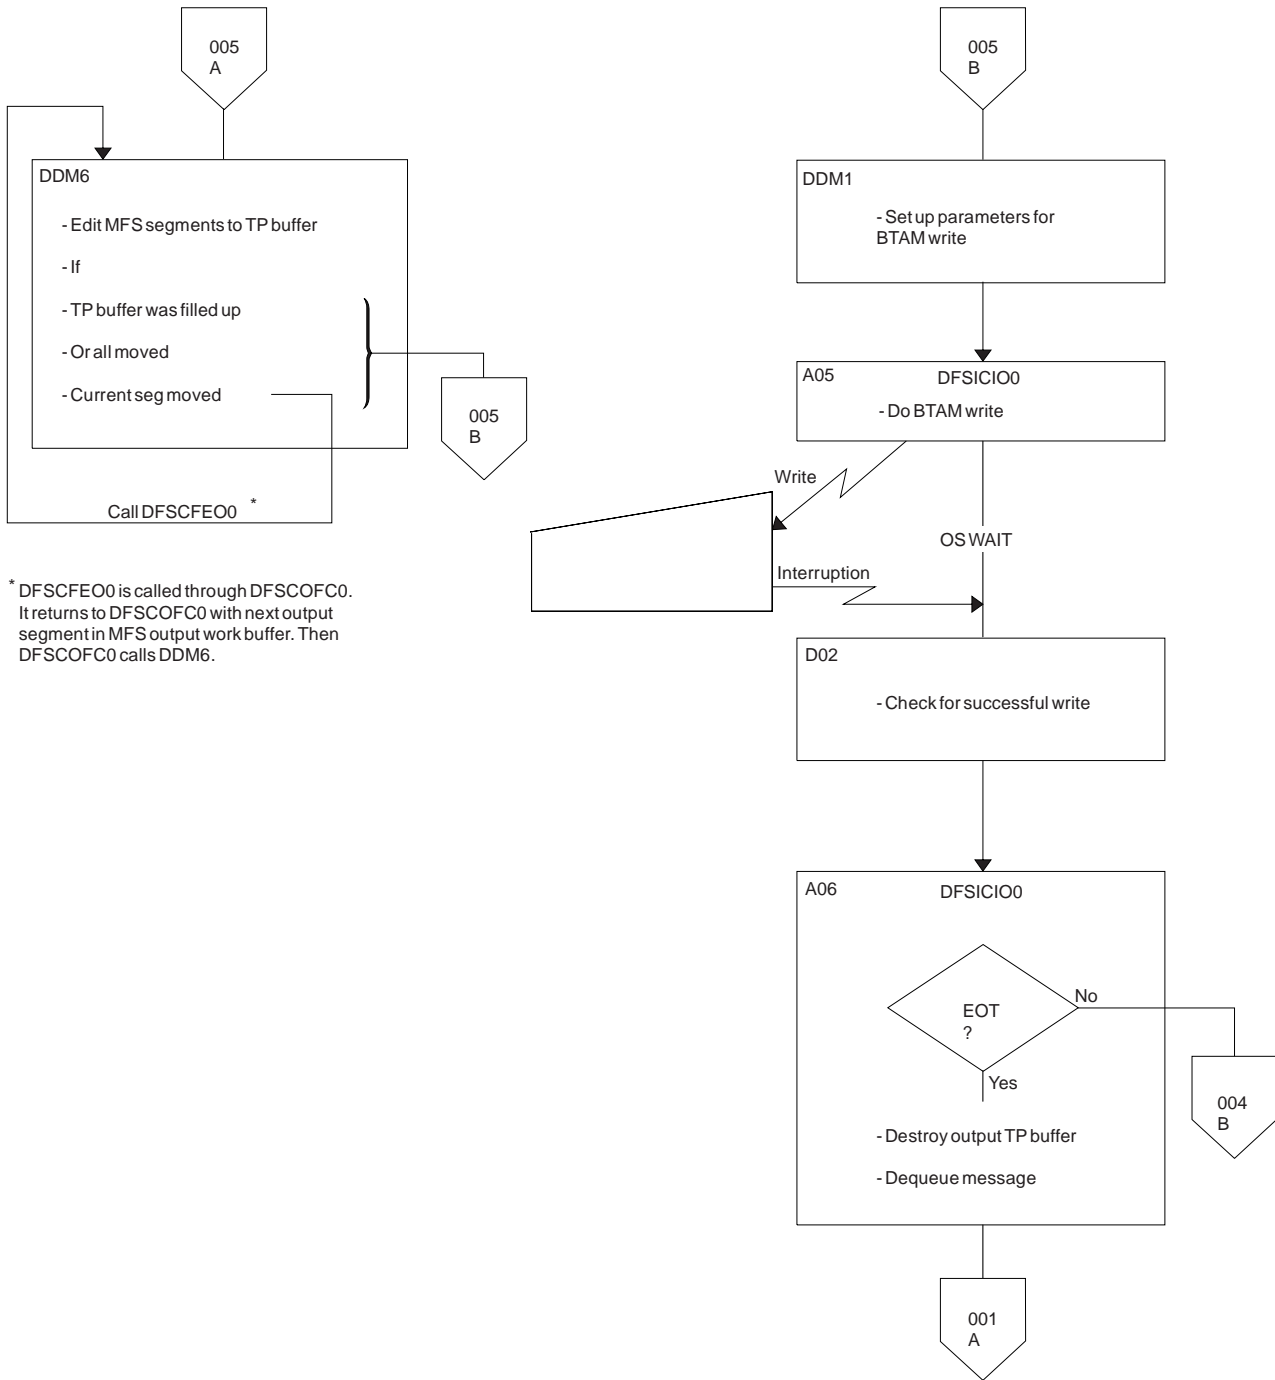 005
A
DDM6
- Edit MFS segments to TP buffer
- If
- TP buffer was filled up
- Or all moved
- Current seg moved
005
B
Call DFSCFEO0 *
* DFSCFEO0 is called through DFSCOFC0.
It returns to DFSCOFC0 with next output
segment in MFS output work buffer. Then
DFSCOFC0 calls DDM6.
005
B
DDM1
- Set up parameters for
BTAM write
A05 DFSICIO0
- Do BTAM write
Write
OS WAIT
Interruption
D02
- Check for successful write
A06 DFSICIO0
EOT
?
No
Yes
004
B
- Destroy output TP buffer
- Dequeue message
001
A